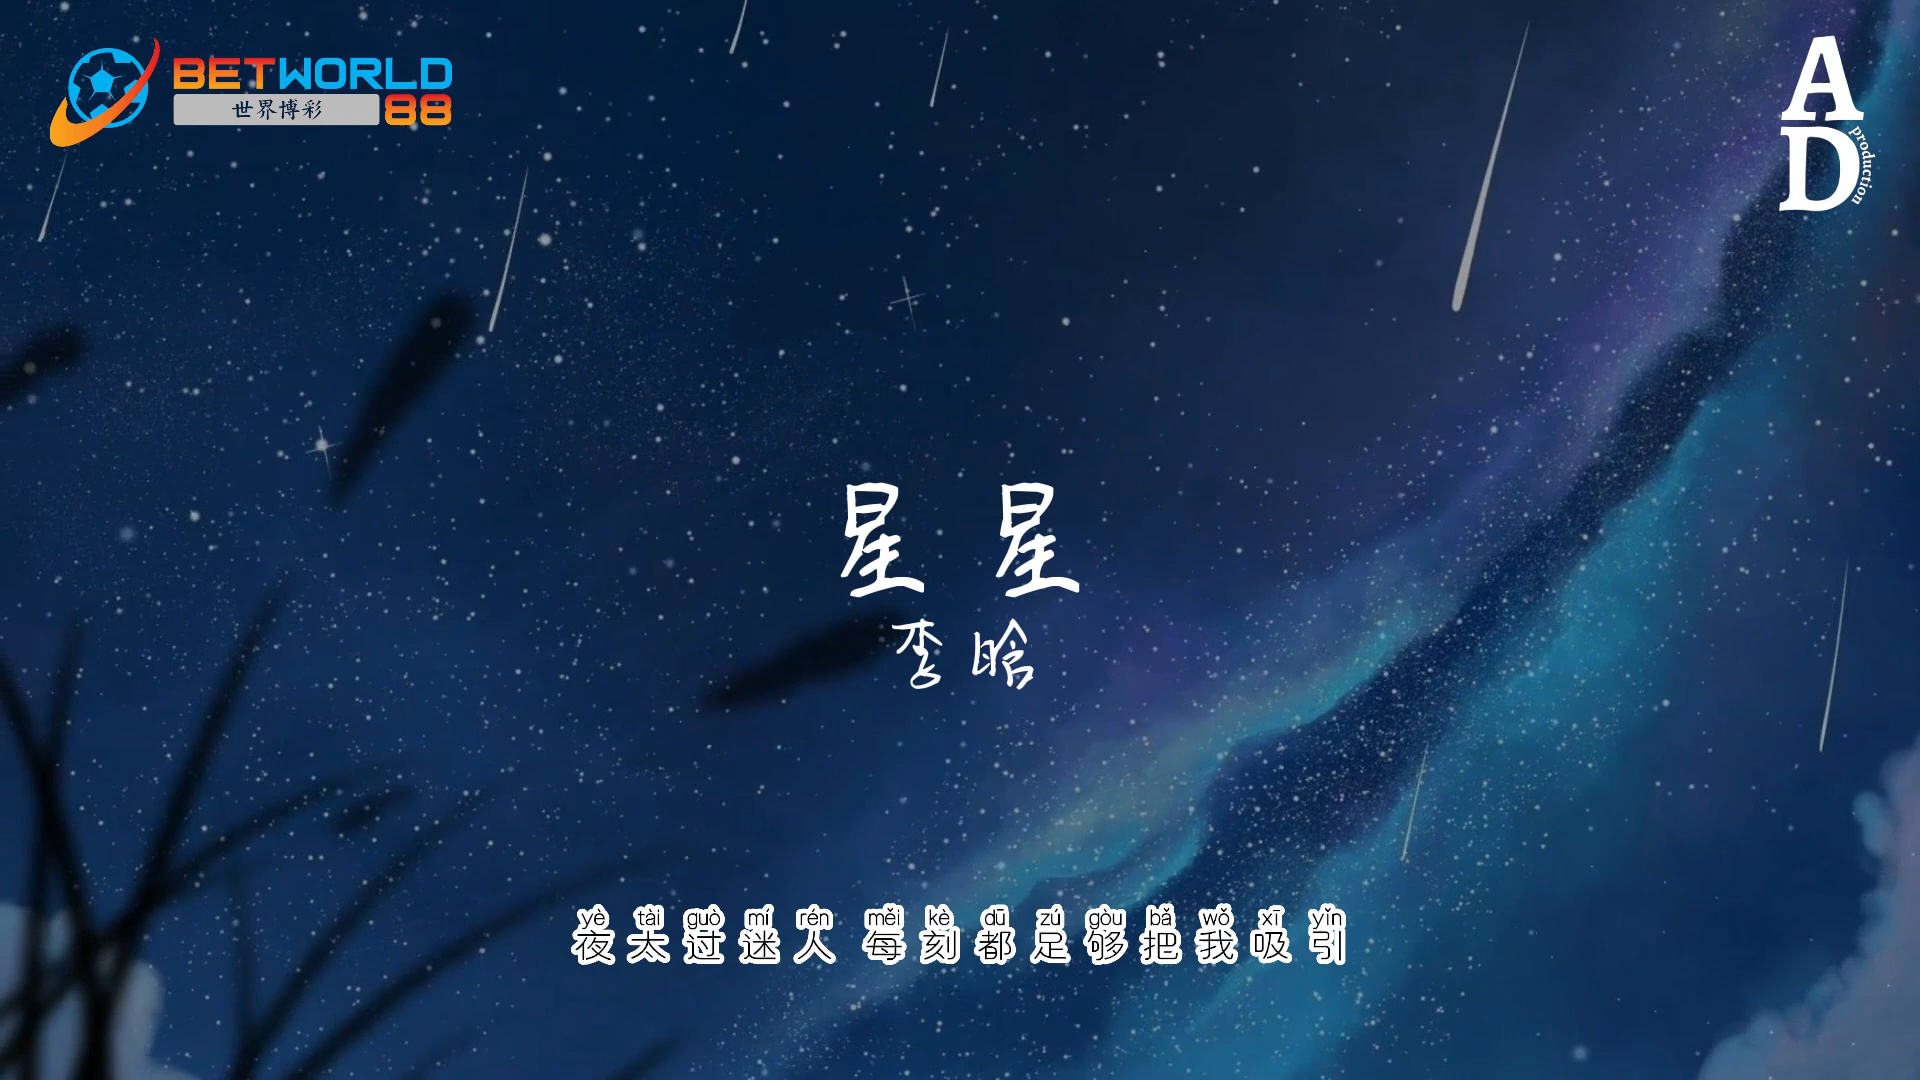 BETWORLD
世界博彩 88
A
D
production
星星
李晗
yè tài guò mí rén měi kè dū zú gòu bǎ wǒ xī yǐn
夜太过迷人 每刻都足够把我吸引